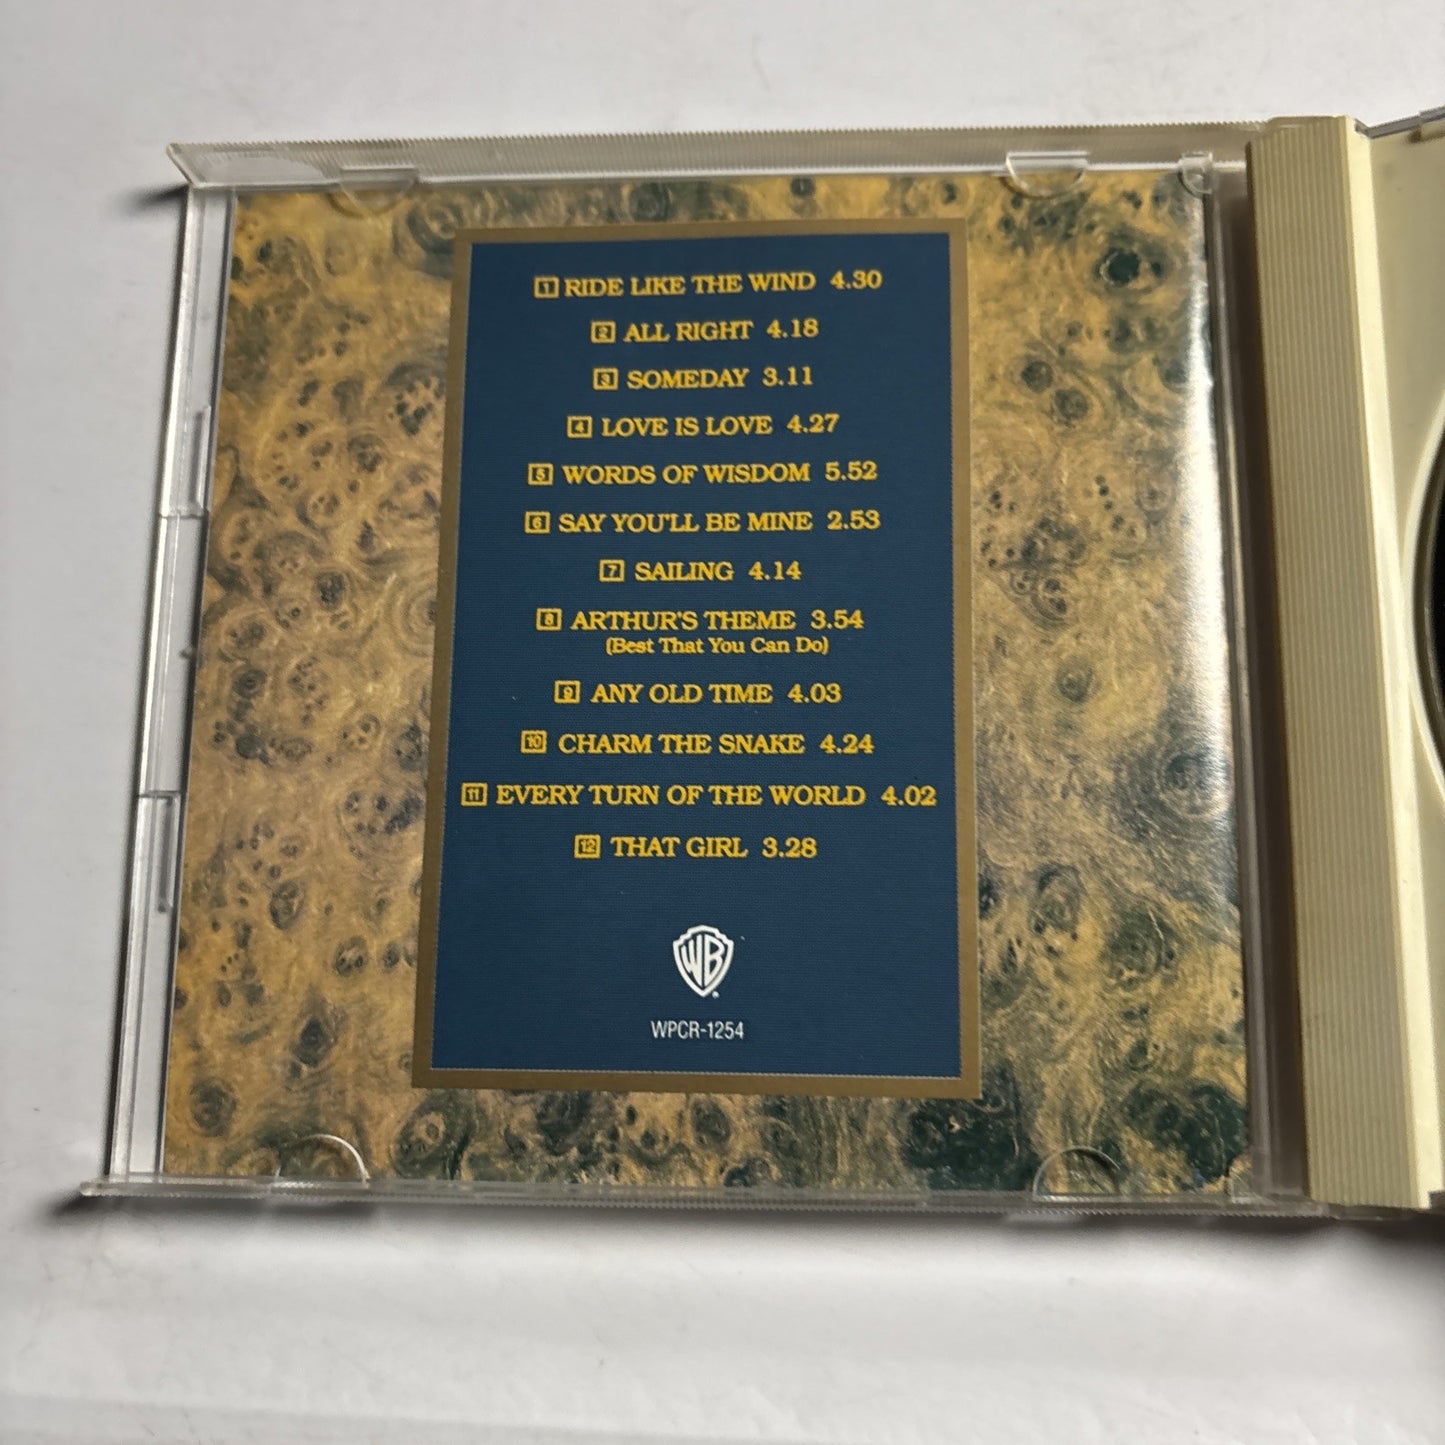 1 RIDE LIKE THE WIND 4.30
2 ALL RIGHT 4.18
3 SOMEDAY 3.11
4 LOVE IS LOVE 4.27
5 WORDS OF WISDOM 5.52
6 SAY YOU'LL BE MINE 2.53
7 SAILING 4.14
8 ARTHUR'S THEME 3.54
(Best That You Can Do)
9 ANY OLD TIME 4.03
10 CHARM THE SNAKE 4.24
11 EVERY TURN OF THE WORLD 4.02
12 THAT GIRL 3.28
WB
WPCR-1254